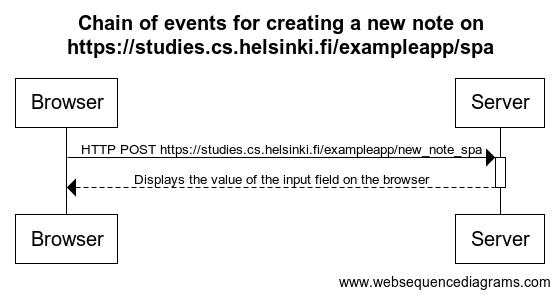 Chain of events for creating a new note on
https://studies.cs.helsinki.fi/exampleapp/spa
Browser
Server
HTTP POST https://studies.cs.helsinki.fi/exampleapp/new_note_spa
Displays the value of the input field on the browser
Browser
Server
www.websequencediagrams.com